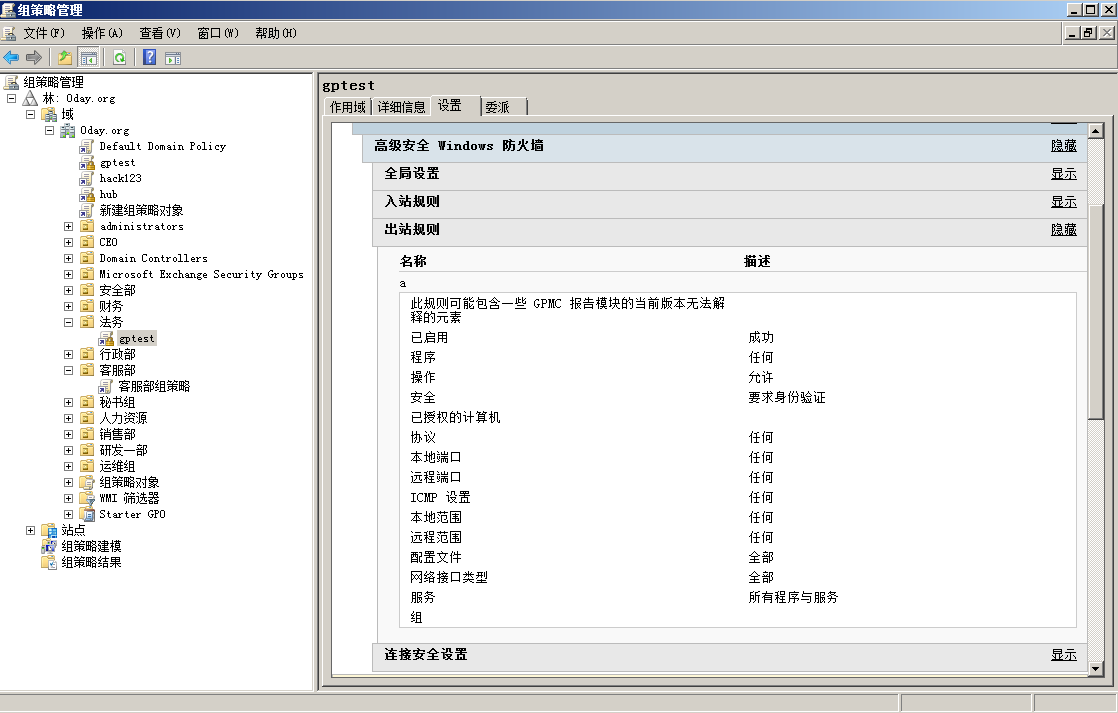 组策略管理
文件(F) 操作(A) 查看(V) 窗口(W) 帮助(H)
组策略管理
林: 0day.org
域
0day.org
Default Domain Policy
gptest
hack123
hub
新建组策略对象
administrators
CEO
Domain Controllers
Microsoft Exchange Security Groups
安全部
财务
法务
gptest
行政部
客服部
客服部组策略
秘书组
人力资源
销售部
研发一部
运维组
组策略对象
WMI 筛选器
Starter GPO
站点
组策略建模
组策略结果
gptest
作用域 详细信息 设置 委派
高级安全 Windows 防火墙 隐藏
全局设置 显示
入站规则 显示
出站规则 隐藏
名称 描述
a
此规则可能包含一些 GPMC 报告模块的当前版本无法解
释的元素
已启用 成功
程序 任何
操作 允许
安全 要求身份验证
已授权的计算机
协议 任何
本地端口 任何
远程端口 任何
ICMP 设置 任何
本地范围 任何
远程范围 任何
配置文件 全部
网络接口类型 全部
服务 所有程序与服务
组
连接安全设置 显示